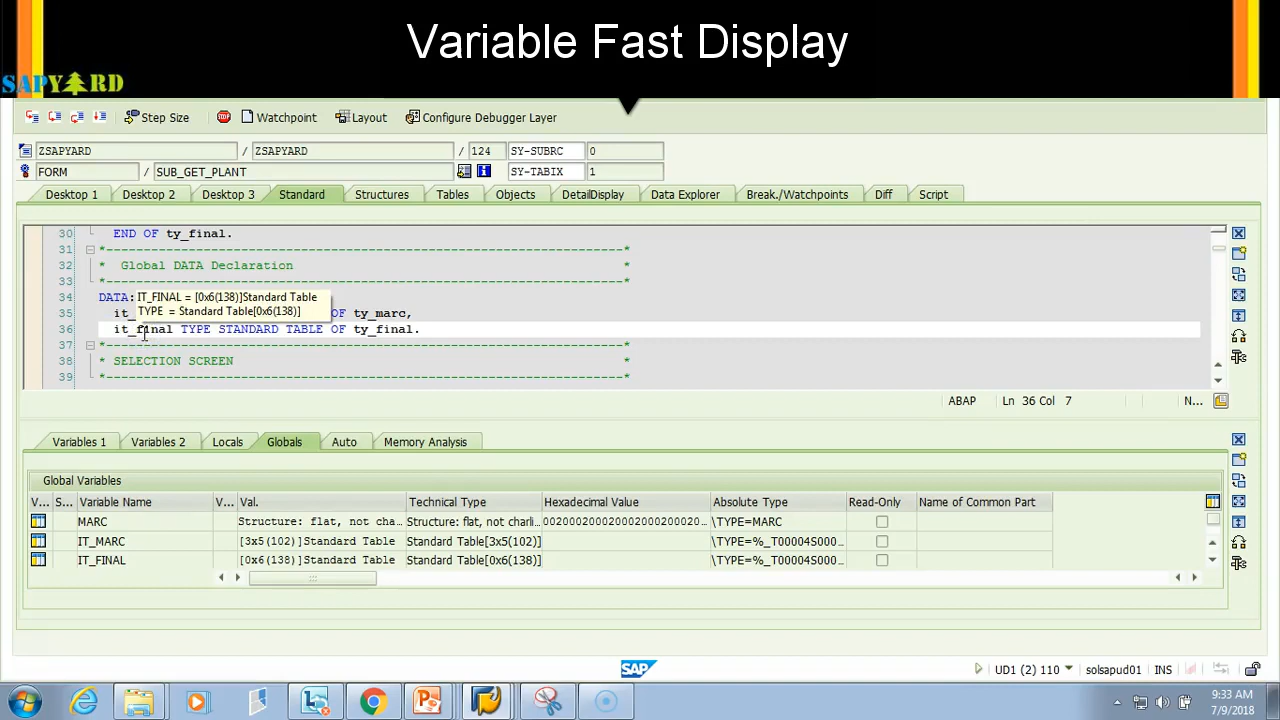 Variable Fast Display
SAPYARD
Step Size Watchpoint Layout Configure Debugger Layer
ZSAPYARD / ZSAPYARD / 124 SY-SUBRC 0
FORM / SUB_GET_PLANT SY-TABIX 1
Desktop 1 Desktop 2 Desktop 3 Standard Structures Tables Objects DetailDisplay Data Explorer Break./Watchpoints Diff Script
30 END OF ty_final.
31 *---------------------------------------------------------------------*
32 * Global DATA Declaration
33 *---------------------------------------------------------------------*
34 DATA: IT_FINAL = [0x6(138)]Standard Table
TYPE = Standard Table[0x6(138)]
35 it_ OF ty_marc,
36 it_final TYPE STANDARD TABLE OF ty_final.
37 *---------------------------------------------------------------------*
38 * SELECTION SCREEN *
39 *---------------------------------------------------------------------*
ABAP Ln 36 Col 7 N...
Variables 1 Variables 2 Locals Globals Auto Memory Analysis
Global Variables
V... S... Variable Name V... Val. Technical Type Hexadecimal Value Absolute Type Read-Only Name of Common Part
MARC Structure: flat, not charl... Structure: flat, not charli... 0020002000200020002000200020... \TYPE=MARC
IT_MARC [3x5(102)]Standard Table Standard Table[3x5(102)] \TYPE=%_T00004S000...
IT_FINAL [0x6(138)]Standard Table Standard Table[0x6(138)] \TYPE=%_T00004S000...
SAP
UD1 (2) 110 solsapud01 INS
9:33 AM
7/9/2018